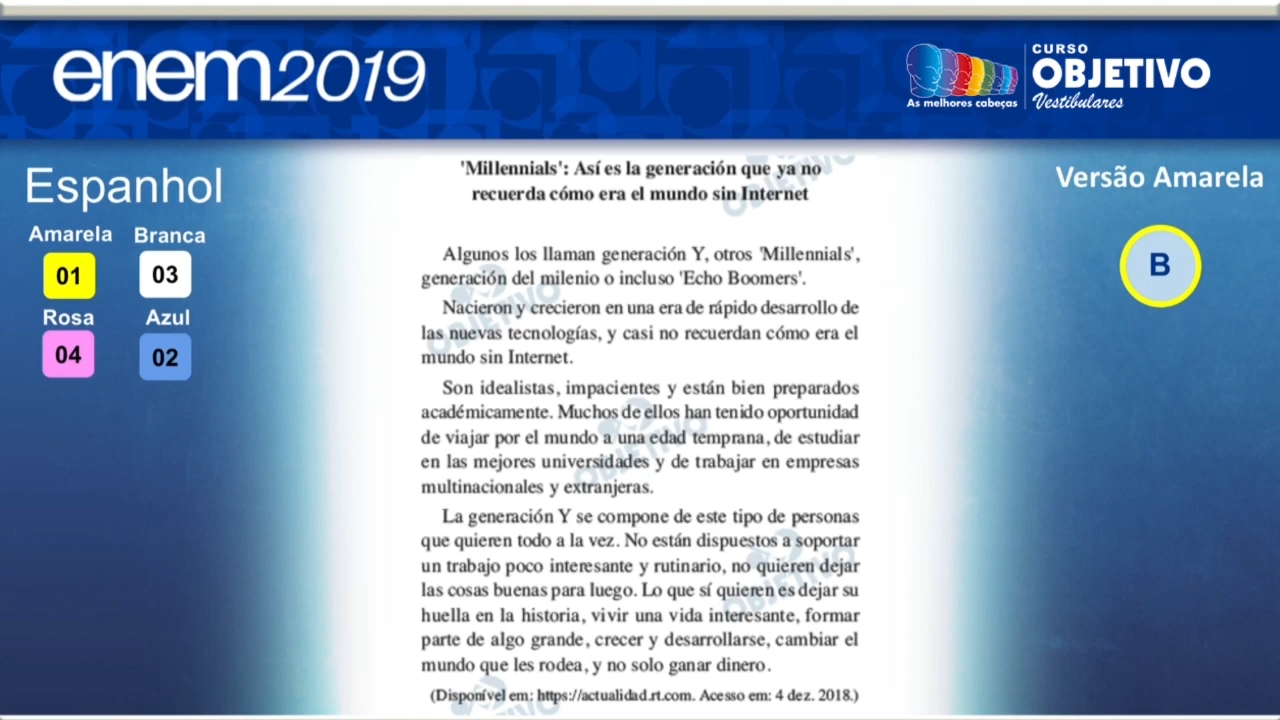 enem2019
CURSO
OBJETIVO
Vestibulares
As melhores cabeças
Espanhol
Amarela Branca
01 03
Rosa Azul
04 02
'Millennials': Así es la generación que ya no
recuerda cómo era el mundo sin Internet
Algunos los llaman generación Y, otros 'Millennials',
generación del milenio o incluso 'Echo Boomers'.
Nacieron y crecieron en una era de rápido desarrollo de
las nuevas tecnologías, y casi no recuerdan cómo era el
mundo sin Internet.
Son idealistas, impacientes y están bien preparados
académicamente. Muchos de ellos han tenido oportunidad
de viajar por el mundo a una edad temprana, de estudiar
en las mejores universidades y de trabajar en empresas
multinacionales y extranjeras.
La generación Y se compone de este tipo de personas
que quieren todo a la vez. No están dispuestos a soportar
un trabajo poco interesante y rutinario, no quieren dejar
las cosas buenas para luego. Lo que sí quieren es dejar su
huella en la historia, vivir una vida interesante, formar
parte de algo grande, crecer y desarrollarse, cambiar el
mundo que les rodea, y no solo ganar dinero.
(Disponível em: https://actualidad.rt.com. Acesso em: 4 dez. 2018.)
Versão Amarela
B
OBJETIVO
OBJETIVO
OBJETIVO
OBJETIVO
OBJETIVO